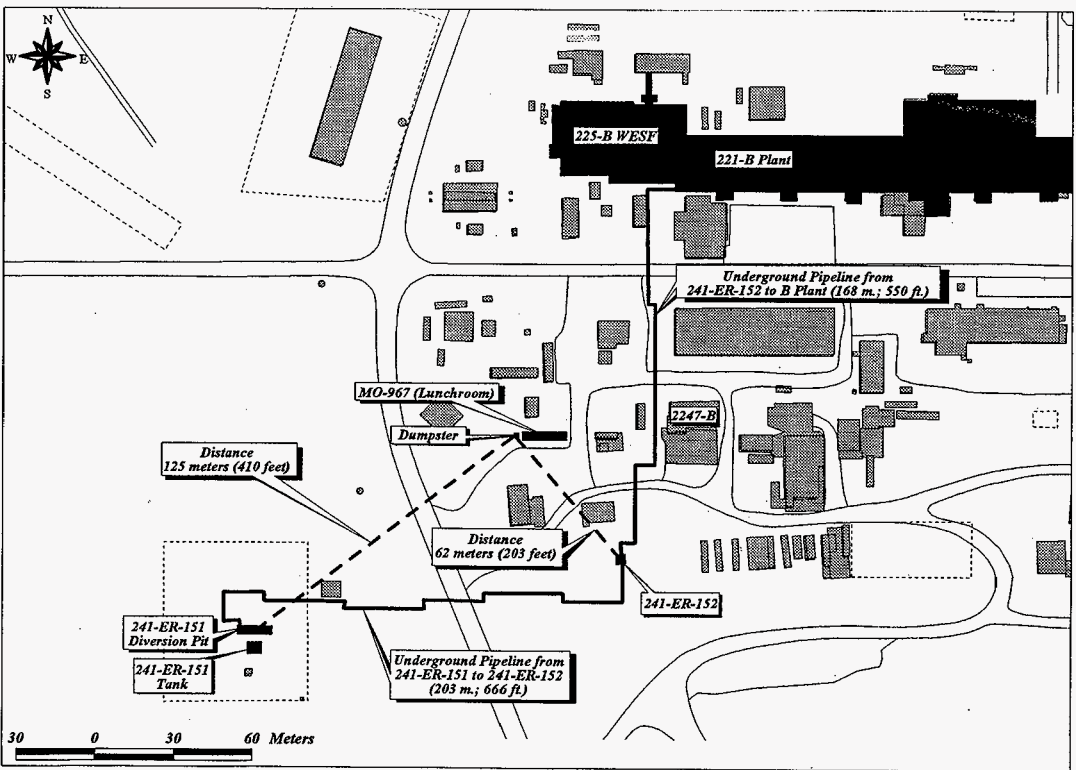 N
W E
S
225-B WESF
221-B Plant
Underground Pipeline from
241-ER-152 to B Plant (168 m.; 550 ft.)
MO-967 (Lunchroom)
2247-B
Dumpster
Distance
125 meters (410 feet)
Distance
62 meters (203 feet)
241-ER-152
241-ER-151
Diversion Pit
241-ER-151
Tank
Underground Pipeline from
241-ER-151 to 241-ER-152
(203 m.; 666 ft.)
30 0 30 60 Meters